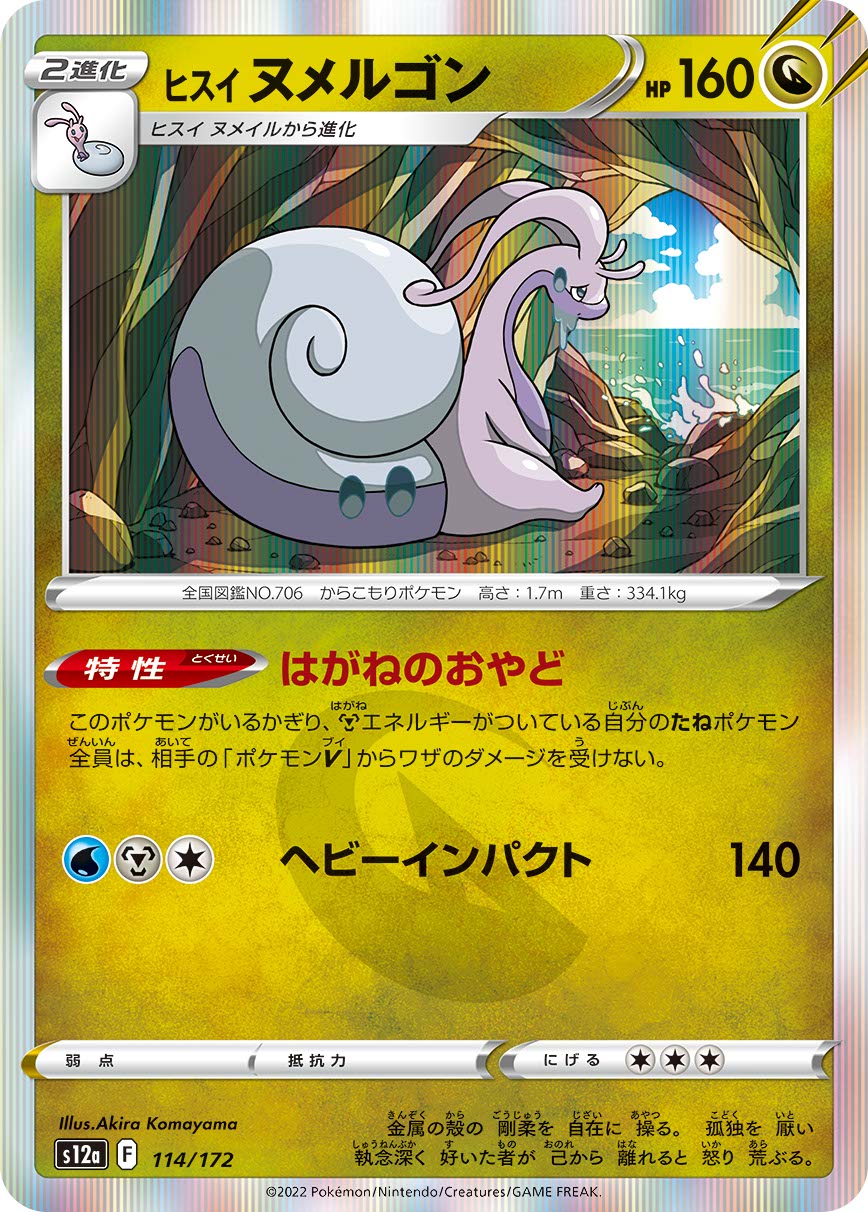 2進化
ヒスイ ヌメルゴン
HP 160
ヒスイ ヌメイルから進化
全国図鑑NO.706 からこもりポケモン 高さ：1.7m 重さ：334.1kg
特性 とくせい はがねのおやど
はがね じぶん
このポケモンがいるかぎり、エネルギーがついている自分のたねポケモン
ぜんいん あいて ブイ う
全員は、相手の「ポケモンV」からワザのダメージを受けない。
ヘビーインパクト 140
弱点 抵抗力 にげる
Illus.Akira Komayama
きんぞく から ごうじゅう じざい あやつ こどく いと
金属の殻の 剛柔を 自在に 操る。 孤独を 厭い
しゅうねんぶか す もの おのれ はな いか あら
執念深く 好いた者が 己から 離れると 怒り 荒ぶる。
s12a F 114/172
©2022 Pokémon/Nintendo/Creatures/GAME FREAK.